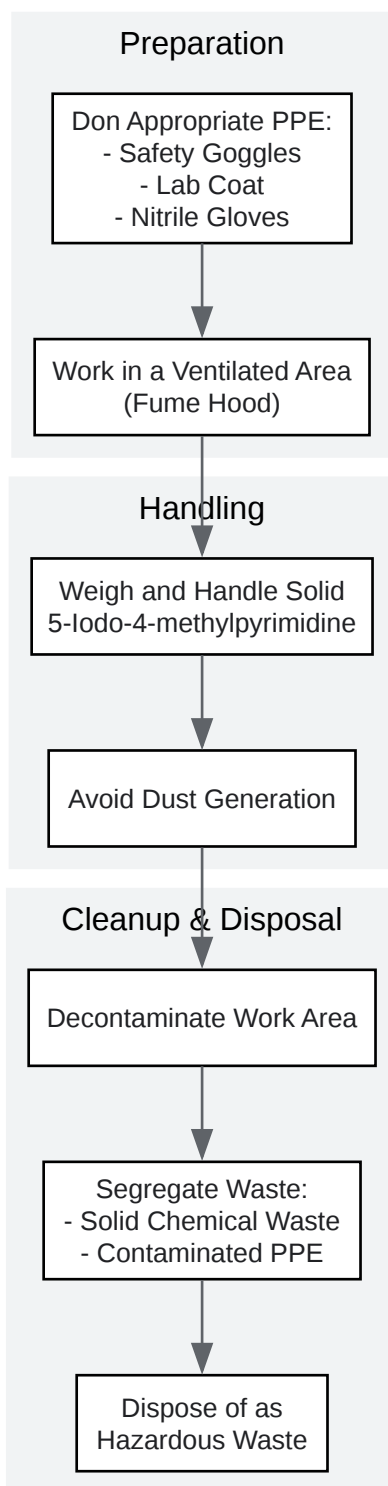 Preparation
Don Appropriate PPE:
- Safety Goggles
- Lab Coat
- Nitrile Gloves
Work in a Ventilated Area
(Fume Hood)
Handling
Weigh and Handle Solid
5-Iodo-4-methylpyrimidine
Avoid Dust Generation
Cleanup & Disposal
Decontaminate Work Area
Segregate Waste:
- Solid Chemical Waste
- Contaminated PPE
Dispose of as
Hazardous Waste